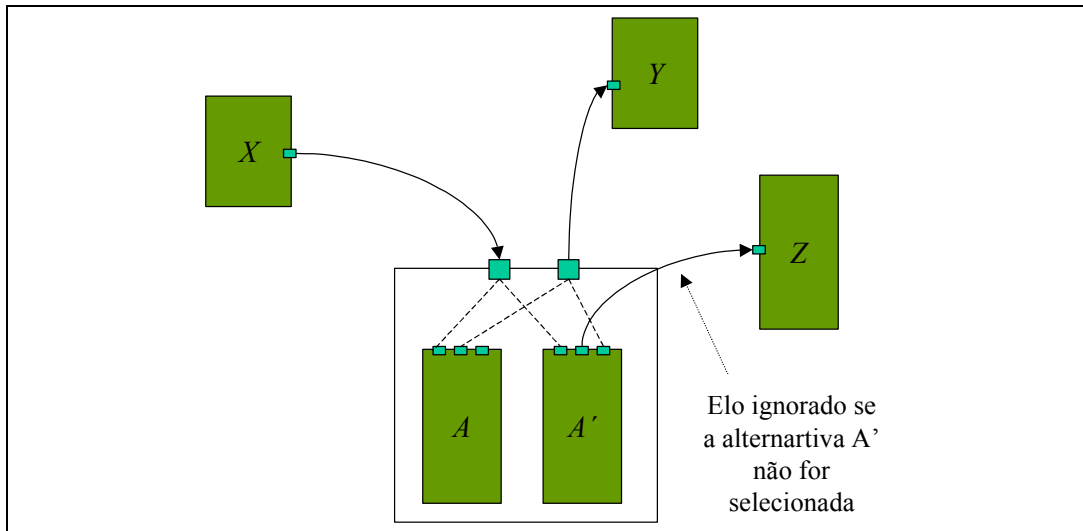 Y
X
Z
A
A´
Elo ignorado se
a alternartiva A’
não for
selecionada